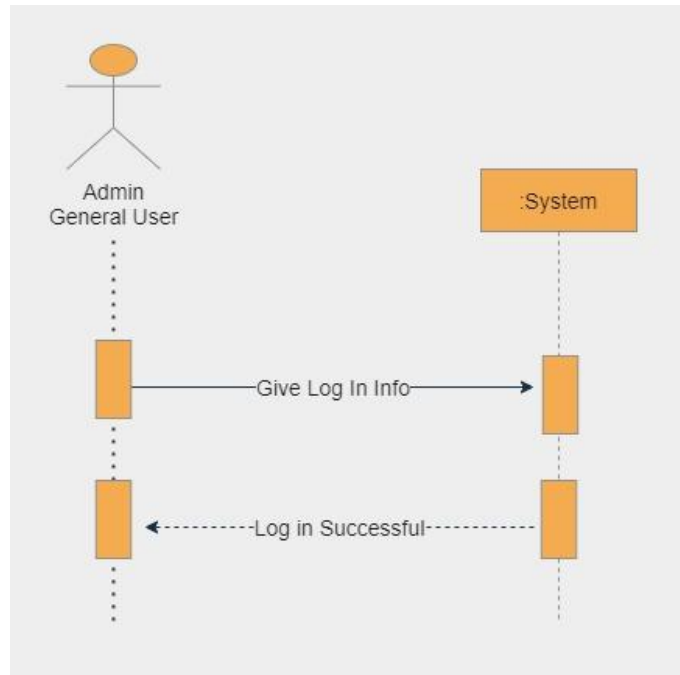 Admin
General User
:System
Give Log In Info
Log in Successful